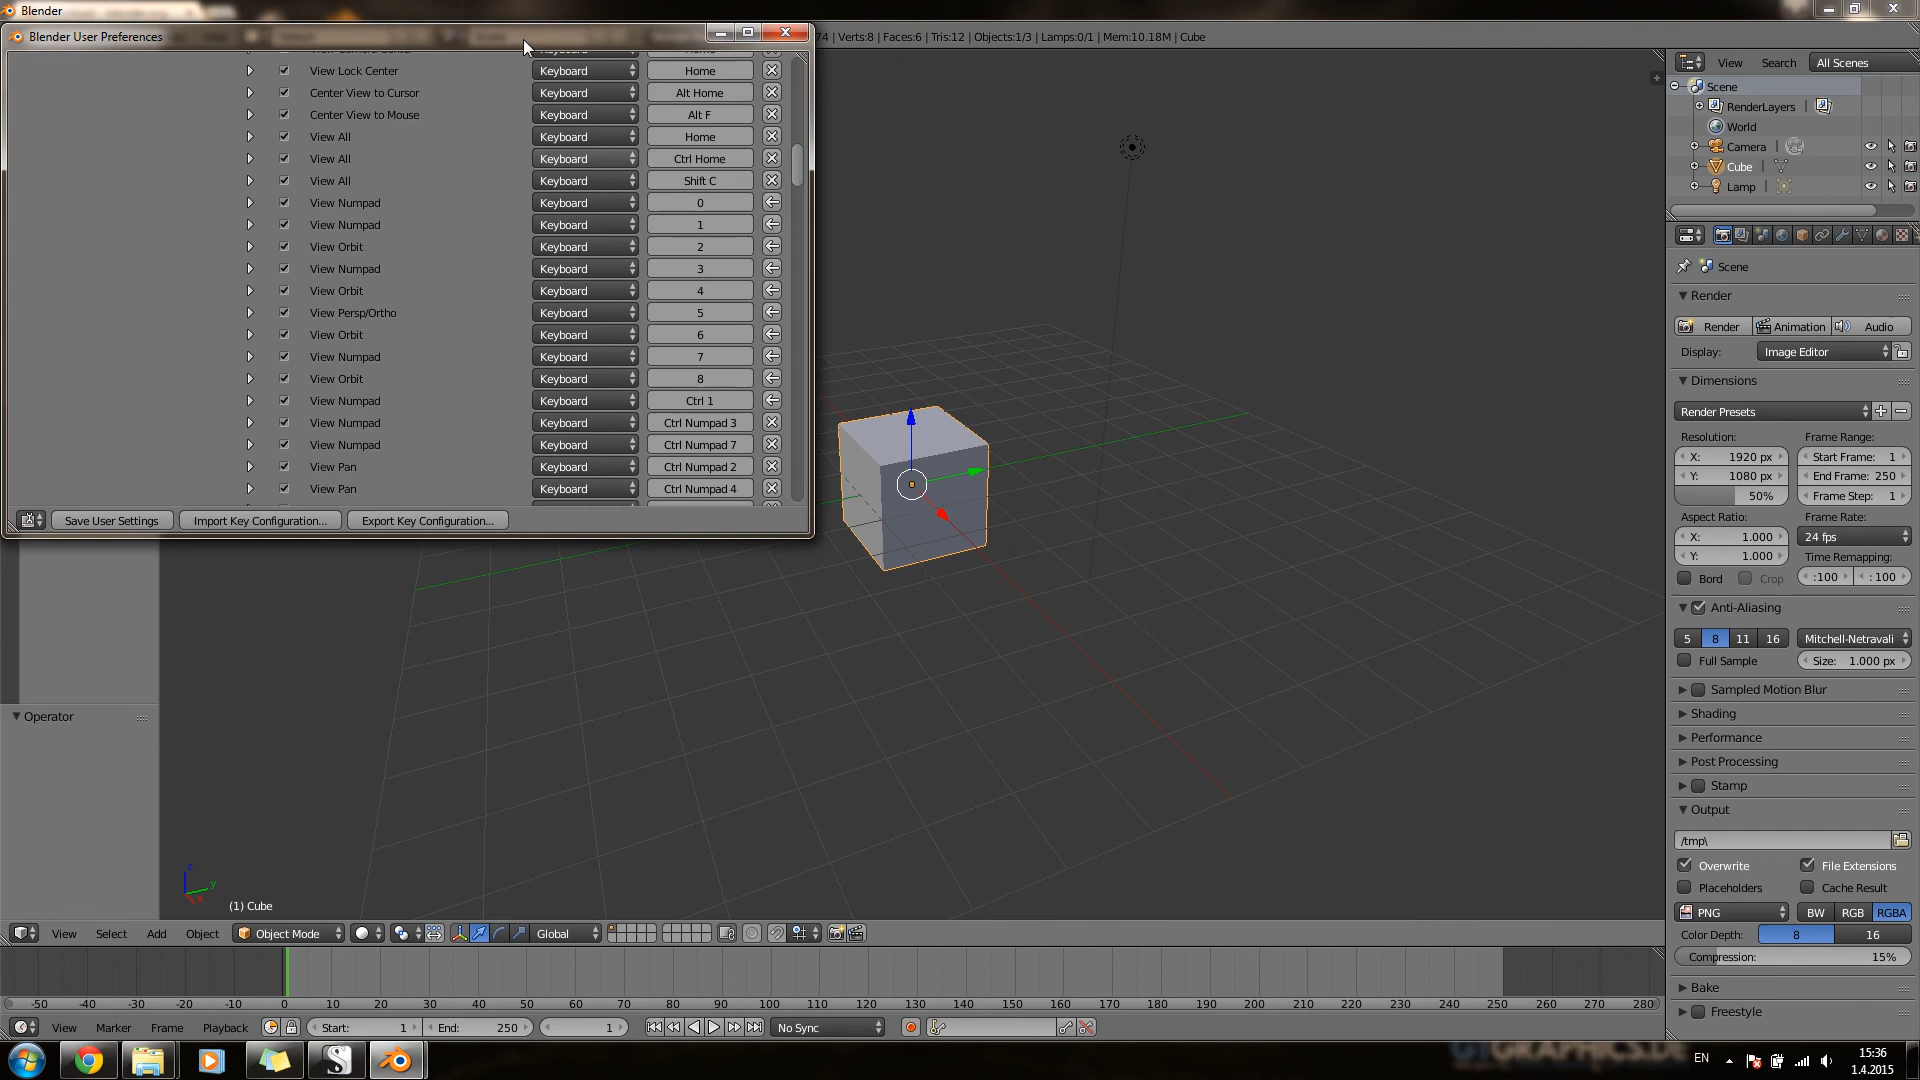 Blender
Blender User Preferences
74 | Verts:8 | Faces:6 | Tris:12 | Objects:1/3 | Lamps:0/1 | Mem:10.18M | Cube
View Lock Center Keyboard Home
Center View to Cursor Keyboard Alt Home
Center View to Mouse Keyboard Alt F
View All Keyboard Home
View All Keyboard Ctrl Home
View All Keyboard Shift C
View Numpad Keyboard 0
View Numpad Keyboard 1
View Orbit Keyboard 2
View Numpad Keyboard 3
View Orbit Keyboard 4
View Persp/Ortho Keyboard 5
View Orbit Keyboard 6
View Numpad Keyboard 7
View Orbit Keyboard 8
View Numpad Keyboard Ctrl 1
View Numpad Keyboard Ctrl Numpad 3
View Numpad Keyboard Ctrl Numpad 7
View Pan Keyboard Ctrl Numpad 2
View Pan Keyboard Ctrl Numpad 4
Save User Settings Import Key Configuration... Export Key Configuration...
Operator
(1) Cube
View Select Add Object Object Mode Global
-50 -40 -30 -20 -10 0 10 20 30 40 50 60 70 80 90 100 110 120 130 140 150 160 170 180 190 200 210 220 230 240 250 260 270 280
View Marker Frame Playback Start: 1 End: 250 1 No Sync
View Search All Scenes
Scene
RenderLayers |
World
Camera |
Cube |
Lamp |
Scene
Render
Render Animation Audio
Display: Image Editor
Dimensions
Render Presets
Resolution: Frame Range:
X: 1920 px Start Frame: 1
Y: 1080 px End Frame: 250
50% Frame Step: 1
Aspect Ratio: Frame Rate:
X: 1.000 24 fps
Y: 1.000 Time Remapping:
Bord Crop :100 : 100
Anti-Aliasing
5 8 11 16 Mitchell-Netravali
Full Sample Size: 1.000 px
Sampled Motion Blur
Shading
Performance
Post Processing
Stamp
Output
/tmp\
Overwrite File Extensions
Placeholders Cache Result
PNG BW RGB RGBA
Color Depth: 8 16
Compression: 15%
Bake
Freestyle
EN 15:36
1.4.2015